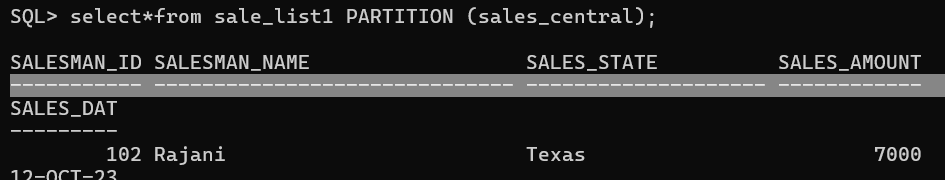 SQL> select*from sale_list1 PARTITION (sales_central);
SALESMAN_ID SALESMAN_NAME                  SALES_STATE          SALES_AMOUNT
----------- ------------------------------ -------------------- ------------
SALES_DAT
---------
        102 Rajani                         Texas                        7000
12-OCT-23